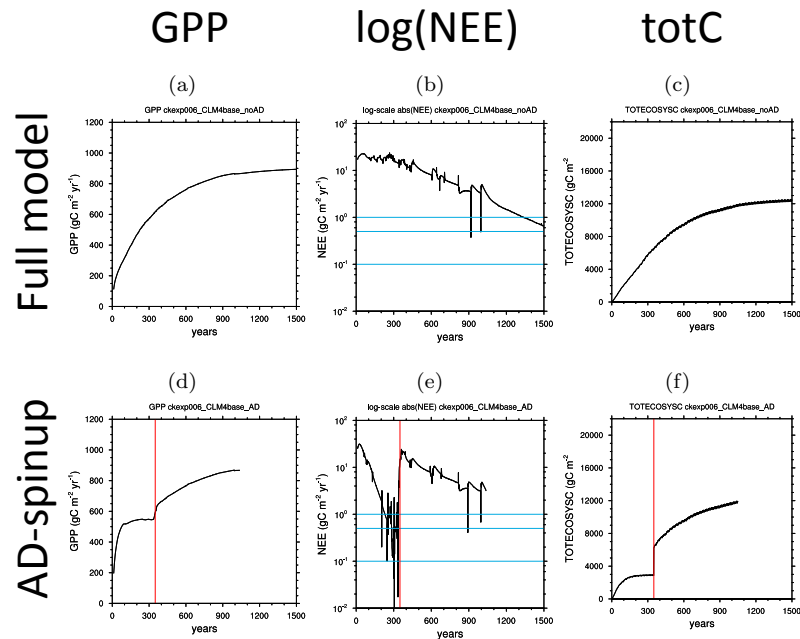 GPP log(NEE) totC
Full model
(a) (b) (c)
GPP ckexp006_CLM4base_noAD
GPP (gC m⁻² yr⁻¹)
1200
1000
800
600
400
200
0
0 300 600 900 1200 1500
years
log-scale abs(NEE) ckexp006_CLM4base_noAD
NEE (gC m⁻² yr⁻¹)
10²
10¹
10⁰
10⁻¹
10⁻²
0 300 600 900 1200 1500
years
TOTECOSYSC ckexp006_CLM4base_noAD
TOTECOSYSC (gC m⁻²)
20000
16000
12000
8000
4000
0
0 300 600 900 1200 1500
years
AD-spinup
(d) (e) (f)
GPP ckexp006_CLM4base_AD
GPP (gC m⁻² yr⁻¹)
1200
1000
800
600
400
200
0
0 300 600 900 1200 1500
years
log-scale abs(NEE) ckexp006_CLM4base_AD
NEE (gC m⁻² yr⁻¹)
10²
10¹
10⁰
10⁻¹
10⁻²
0 300 600 900 1200 1500
years
TOTECOSYSC ckexp006_CLM4base_AD
TOTECOSYSC (gC m⁻²
20000
16000
12000
8000
4000
0
0 300 600 900 1200 1500
years